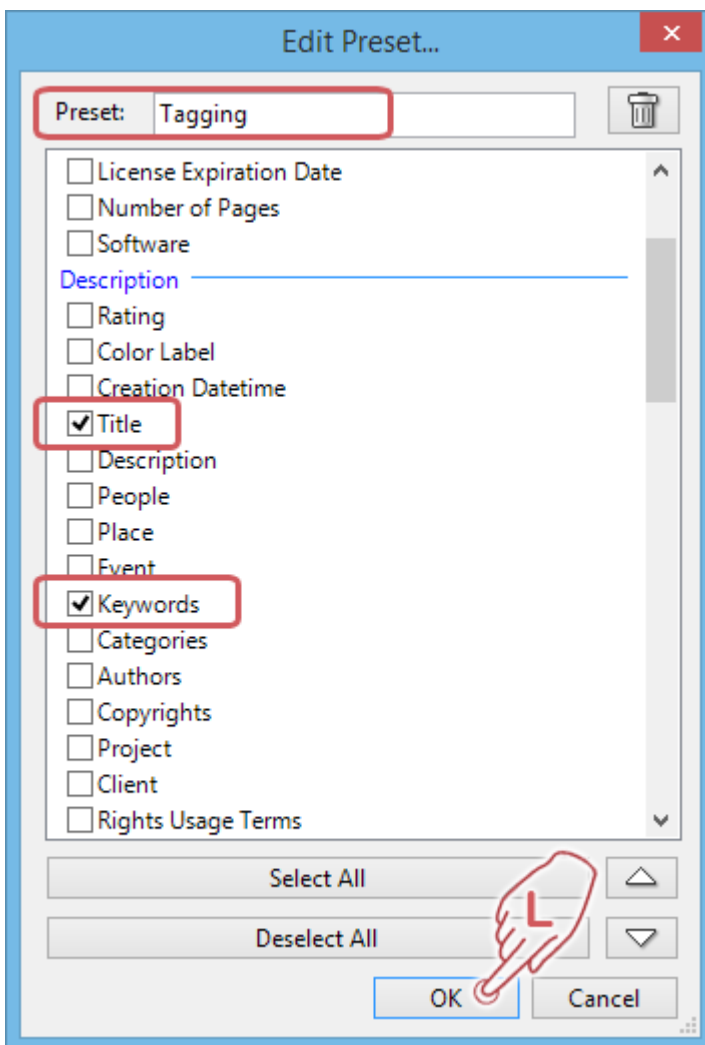 Edit Preset...
Preset: Tagging
License Expiration Date
Number of Pages
Software
Description
Rating
Color Label
Creation Datetime
Title
Description
People
Place
Event
Keywords
Categories
Authors
Copyrights
Project
Client
Rights Usage Terms
Select All
L
Deselect All
OK Cancel